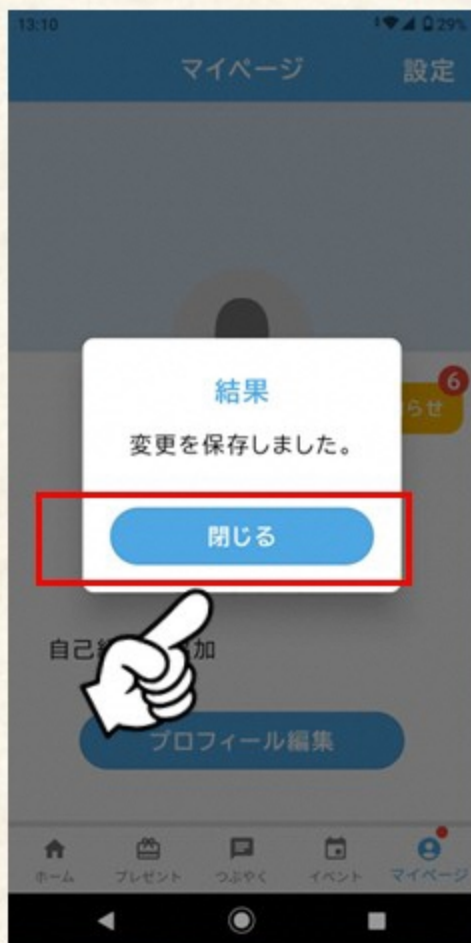 13:10
29%
マイページ
設定
結果
変更を保存しました。
6
らせ
閉じる
自己
加
プロフィール編集
ホーム
プレゼント
つぶやく
イベント
マイページ